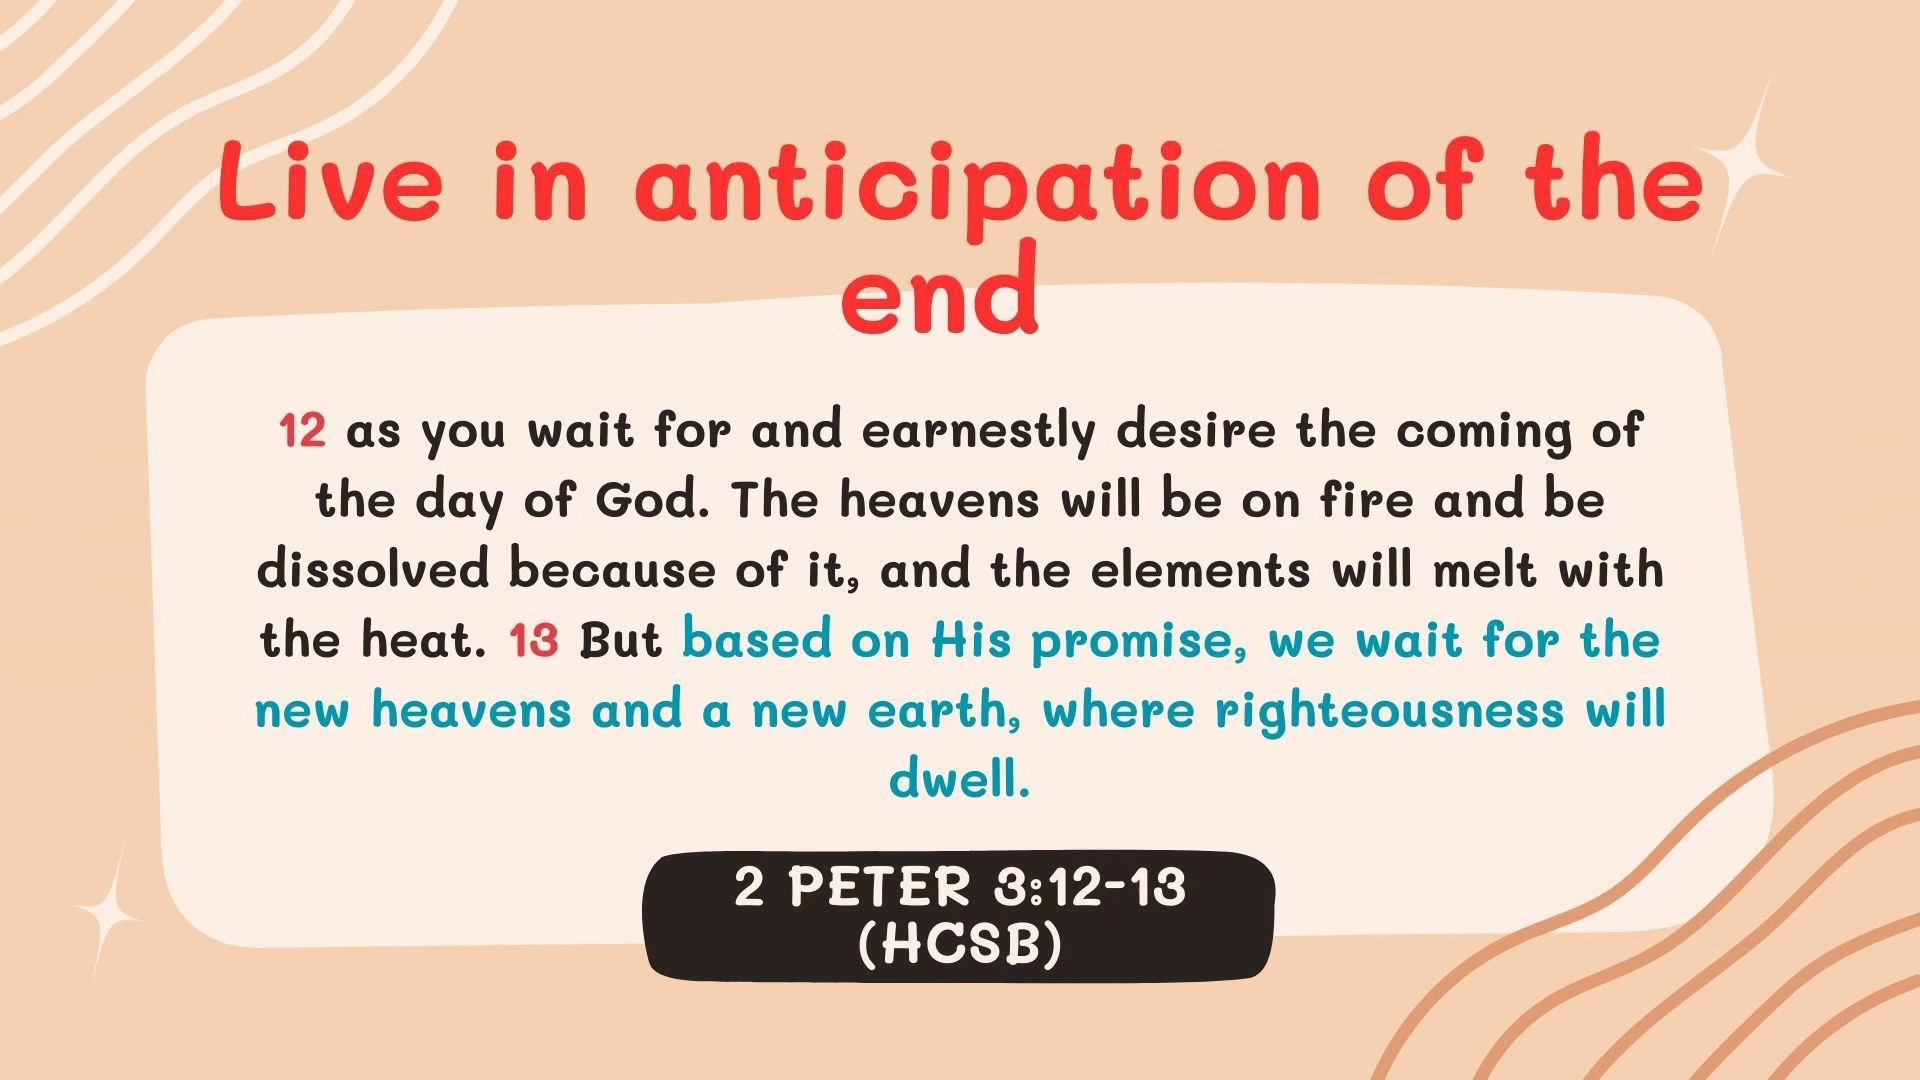 Live in anticipation of the
end
12 as you wait for and earnestly desire the coming of
the day of God. The heavens will be on fire and be
dissolved because of it, and the elements will melt with
the heat. 13 But based on His promise, we wait for the
new heavens and a new earth, where righteousness will
dwell.
2 PETER 3:12-13
(HCSB)